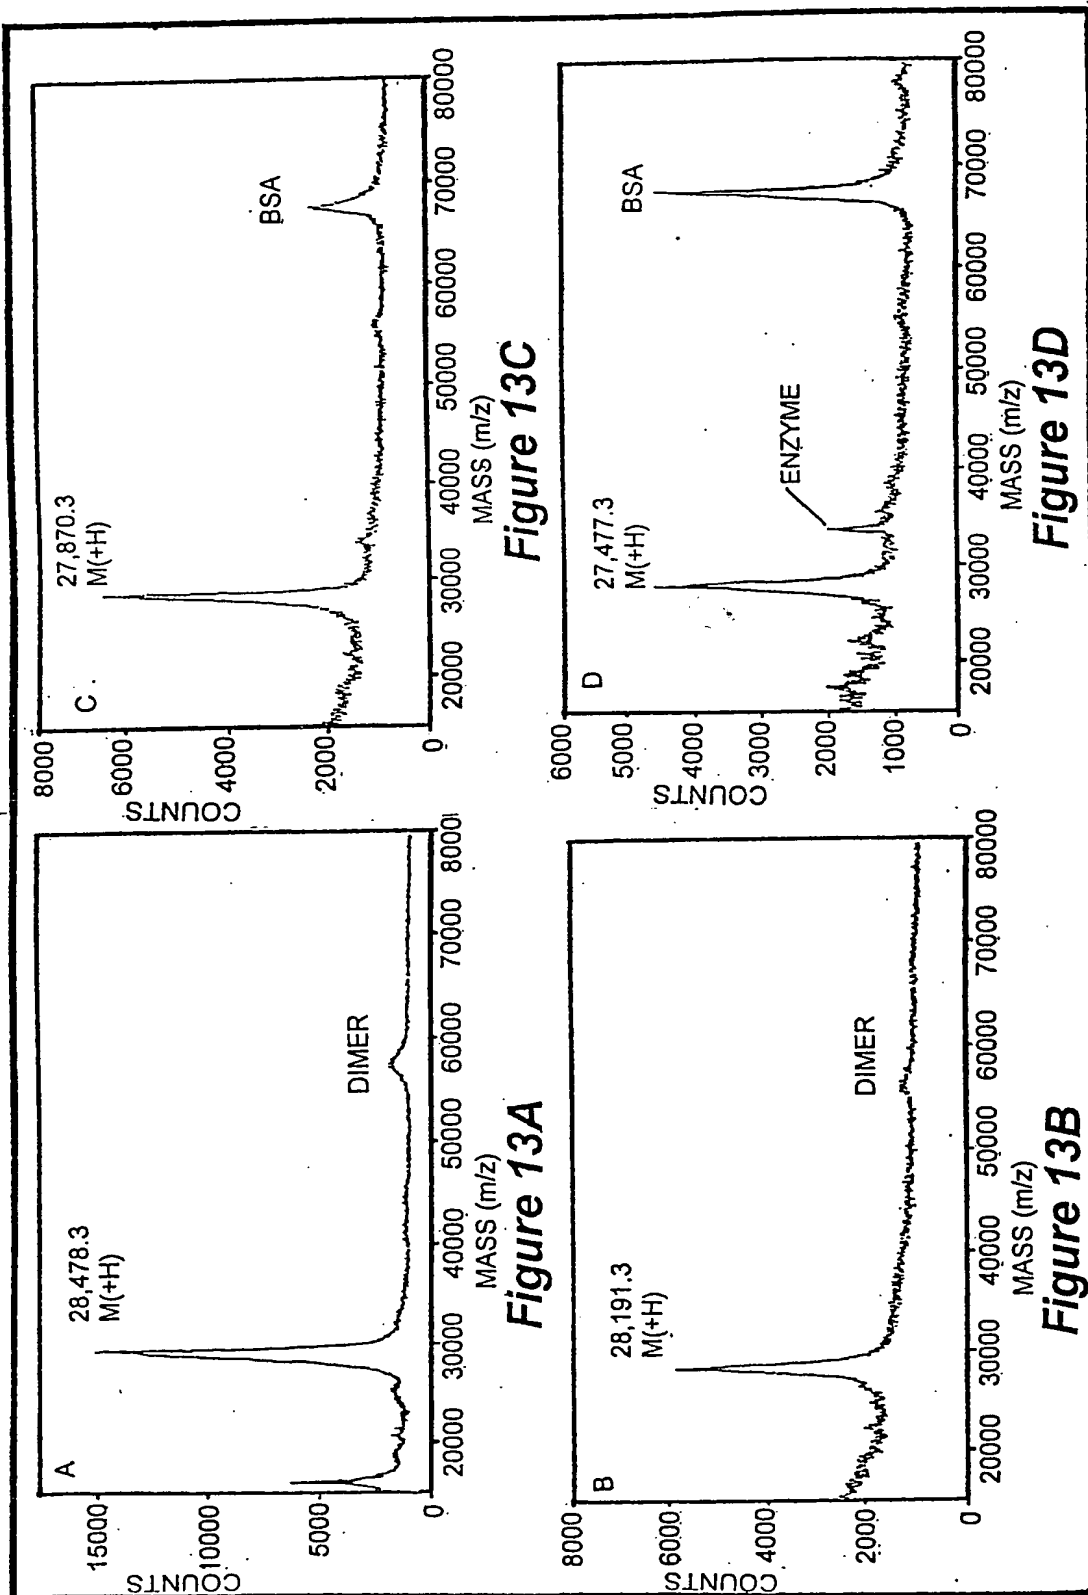 A
28,478.3
M(+H)
DIMER
COUNTS
15000
10000
5000
0
20000
30000
40000
50000
60000
70000
8000
MASS (m/z)
Figure 13A
B
28,191.3
M(+H)
DIMER
COUNTS
8000
6000
4000
2000
0
20000
30000
40000
50000
60000
70000
80000
MASS (m/z)
Figure 13B
C
27,870.3
M(+H)
BSA
COUNTS
8000
6000
4000
2000
0
20000
30000
40000
50000
60000
70000
80000
MASS (m/z)
Figure 13C
D
27,477.3
M(+H)
ENZYME
BSA
COUNTS
6000
5000
4000
3000
2000
1000
0
20000
30000
40000
50000
60000
70000
80000
MASS (m/z)
Figure 13D